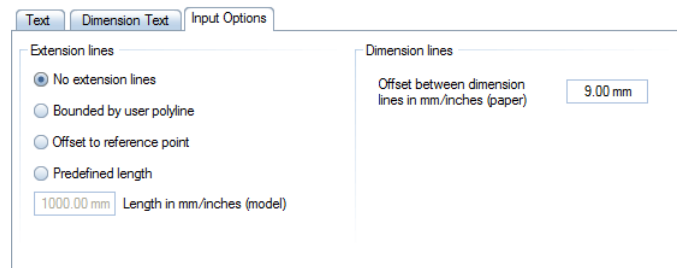 Text
Dimension Text
Input Options
Extension lines
No extension lines
Bounded by user polyline
Offset to reference point
Predefined length
1000.00 mm
Length in mm/inches (model)
Dimension lines
Offset between dimension
lines in mm/inches (paper)
9.00 mm